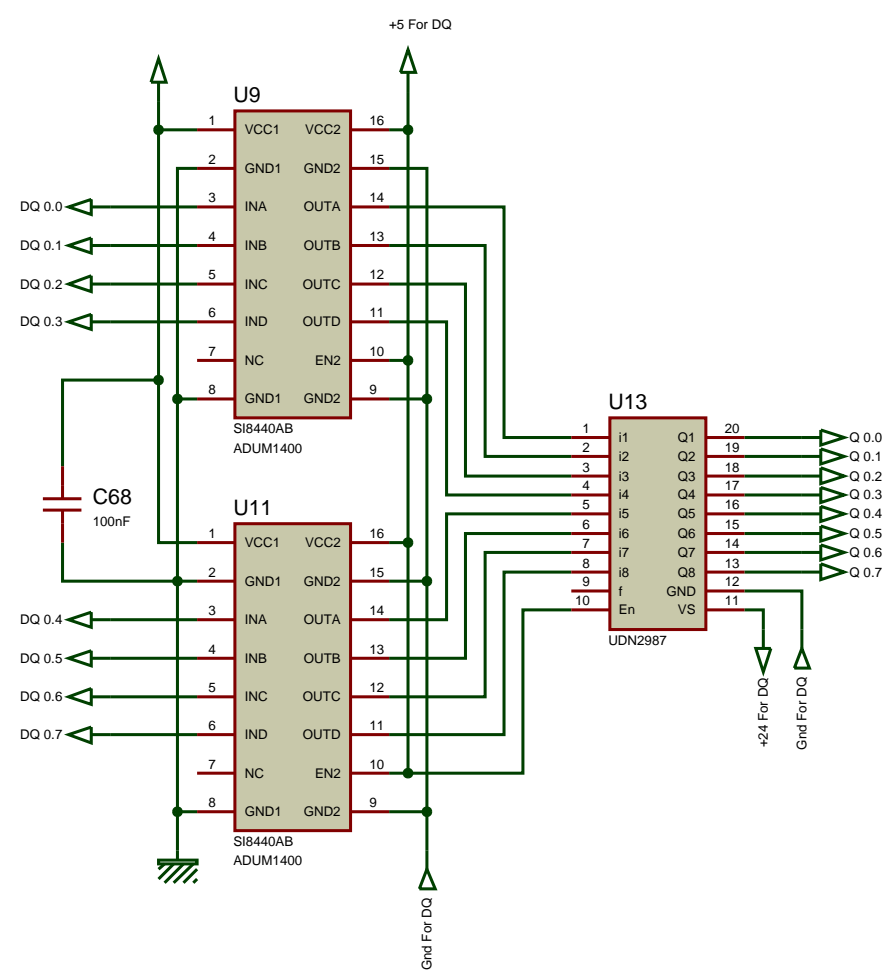 +5 For DQ
U9
1 VCC1 VCC2 16
2 GND1 GND2 15
DQ 0.0 3 INA OUTA 14
DQ 0.1 4 INB OUTB 13
DQ 0.2 5 INC OUTC 12
DQ 0.3 6 IND OUTD 11
7 NC EN2 10
8 GND1 GND2 9
SI8440AB
ADUM1400
C68
100nF
U11
1 VCC1 VCC2 16
2 GND1 GND2 15
DQ 0.4 3 INA OUTA 14
DQ 0.5 4 INB OUTB 13
DQ 0.6 5 INC OUTC 12
DQ 0.7 6 IND OUTD 11
7 NC EN2 10
8 GND1 GND2 9
SI8440AB
ADUM1400
Gnd For DQ
U13
1 i1 Q1 20 Q 0.0
2 i2 Q2 19 Q 0.1
3 i3 Q3 18 Q 0.2
4 i4 Q4 17 Q 0.3
5 i5 Q5 16 Q 0.4
6 i6 Q6 15 Q 0.5
7 i7 Q7 14 Q 0.6
8 i8 Q8 13 Q 0.7
9 f GND 12
10 En VS 11
UDN2987
+24 For DQ
Gnd For DQ